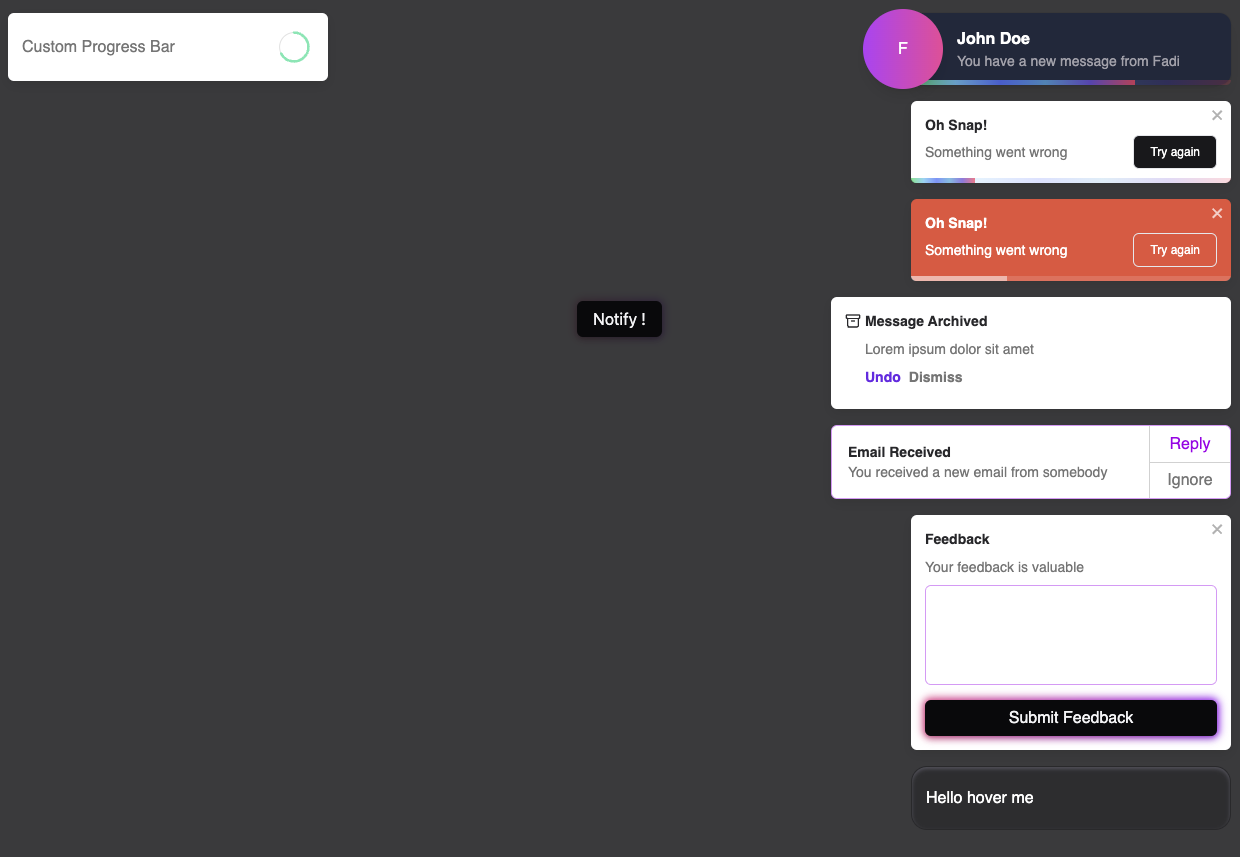 Custom Progress Bar
F
John Doe
You have a new message from Fadi
Oh Snap!
Something went wrong
Try again
Oh Snap!
Something went wrong
Try again
Notify !
Message Archived
Lorem ipsum dolor sit amet
Undo Dismiss
Email Received
You received a new email from somebody
Reply
Ignore
Feedback
Your feedback is valuable
Submit Feedback
Hello hover me